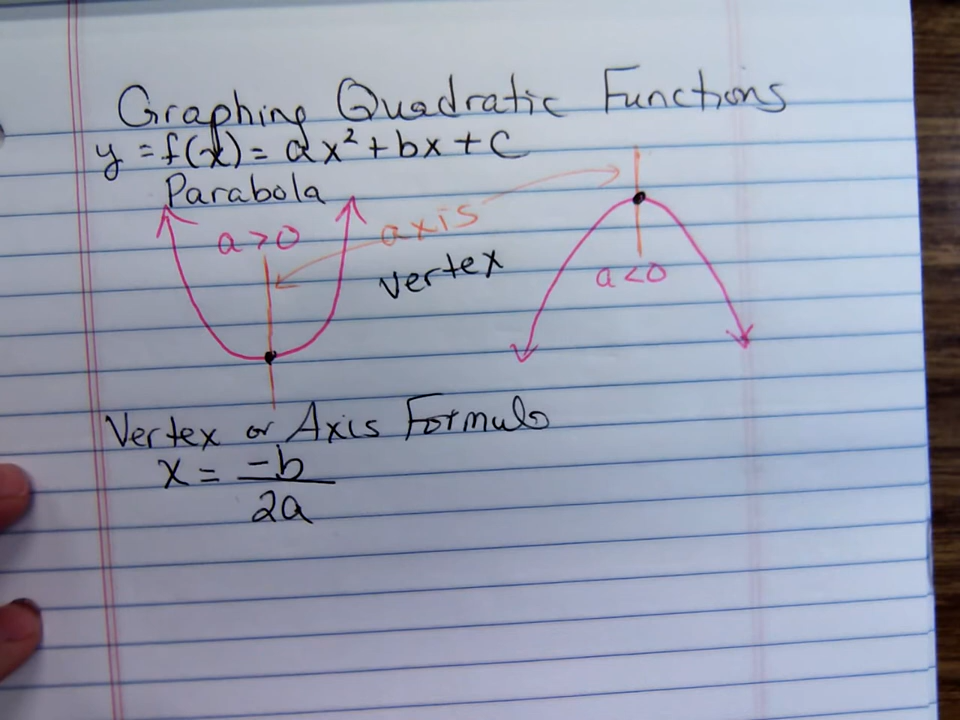 Graphing Quadratic Functions
y = f(x) = ax² + bx + c
Parabola
a > 0
axis
vertex
a < 0
Vertex or Axis Formula
x = -b
2a